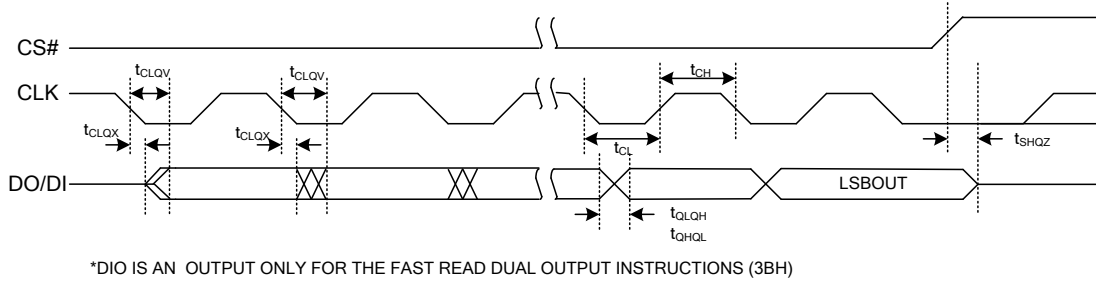 CS#
tCLQV
tCLQV
tCH
CLK
tCLQX
tCLQX
tCL
tSHQZ
DO/DI
LSBOUT
tQLQH
tQHQL
*DIO IS AN OUTPUT ONLY FOR THE FAST READ DUAL OUTPUT INSTRUCTIONS (3BH)